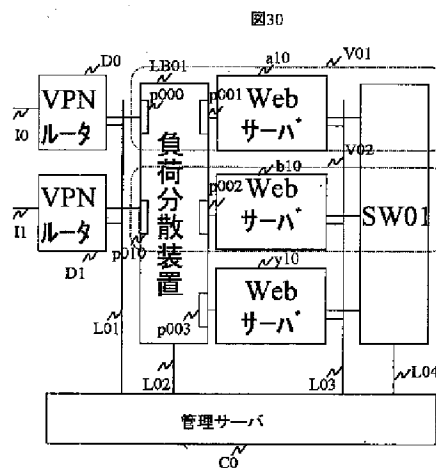 図30
D0
LB01
a10
V01
VPN
ルータ
p000
p001
Web
サーバ
I0
V02
b10
VPN
ルータ
負荷分散装置
p002
Web
サーバ
SW01
I1
p010
D1
y10
Web
サーバ
p003
L01
L02
L03
L04
管理サーバ
C0